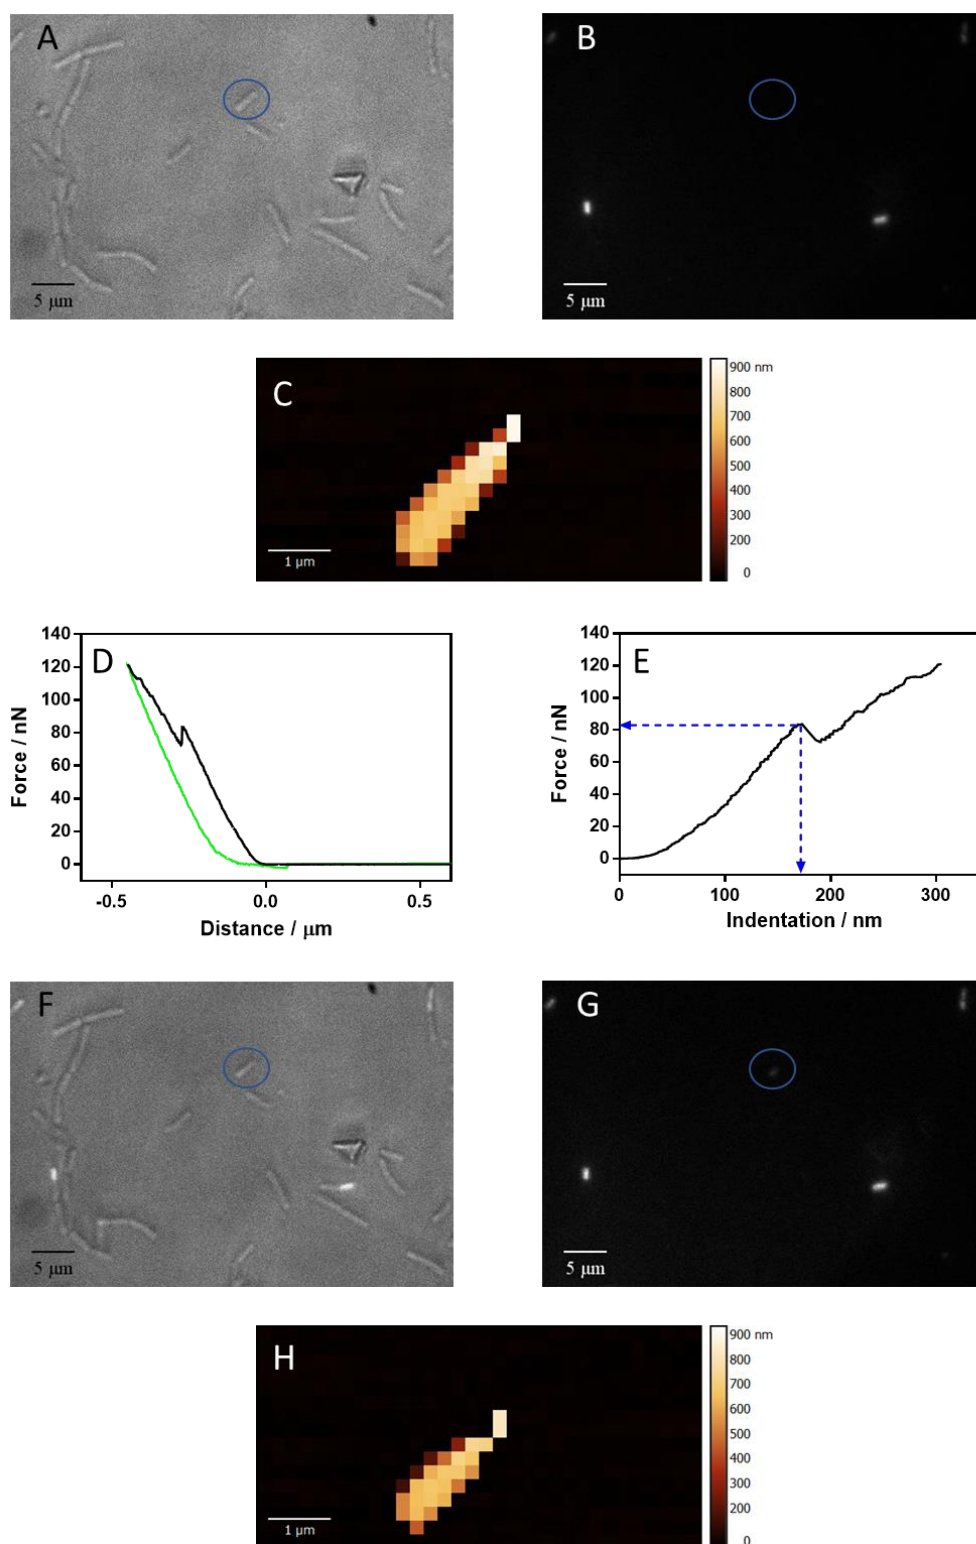 A
B
5 μm
5 μm
C
900 nm
800
700
600
500
400
300
200
0
1 μm
D
140
120
100
80
60
40
20
0
Force / nN
-0.5
0.0
0.5
Distance / μm
E
140
120
100
80
60
40
20
0
Force / nN
0
100
200
300
Indentation / nm
F
G
5 μm
5 μm
H
900 nm
800
700
600
500
400
300
200
0
1 μm